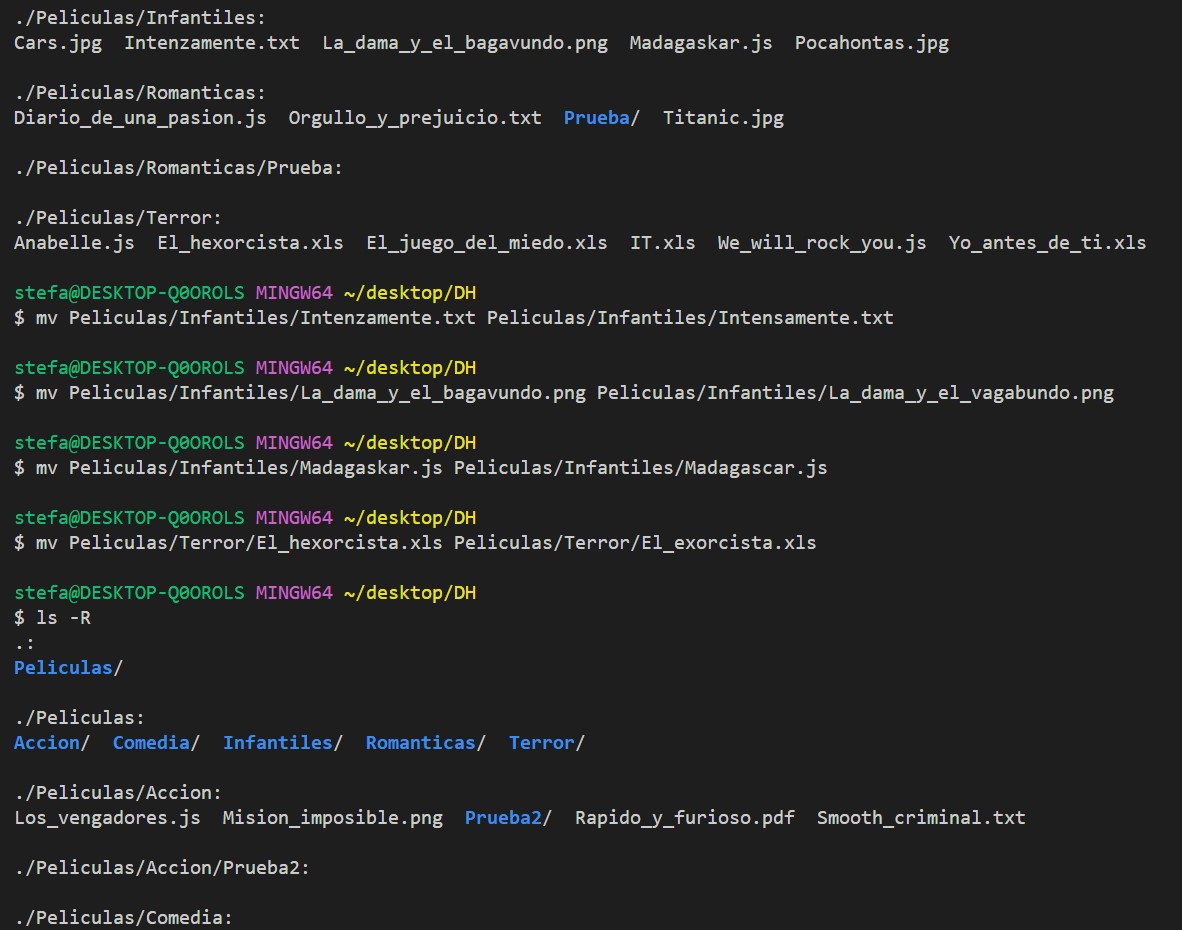 ./Peliculas/Infantiles:
Cars.jpg  Intenzamente.txt  La_dama_y_el_bagavundo.png  Madagaskar.js  Pocahontas.jpg
./Peliculas/Romanticas:
Diario_de_una_pasion.js  Orgullo_y_prejuicio.txt  Prueba/  Titanic.jpg
./Peliculas/Romanticas/Prueba:
./Peliculas/Terror:
Anabelle.js  El_hexorcista.xls  El_juego_del_miedo.xls  IT.xls  We_will_rock_you.js  Yo_antes_de_ti.xls
stefa@DESKTOP-Q0OROLS MINGW64 ~/desktop/DH
$ mv Peliculas/Infantiles/Intenzamente.txt Peliculas/Infantiles/Intensamente.txt
stefa@DESKTOP-Q0OROLS MINGW64 ~/desktop/DH
$ mv Peliculas/Infantiles/La_dama_y_el_bagavundo.png Peliculas/Infantiles/La_dama_y_el_vagabundo.png
stefa@DESKTOP-Q0OROLS MINGW64 ~/desktop/DH
$ mv Peliculas/Infantiles/Madagaskar.js Peliculas/Infantiles/Madagascar.js
stefa@DESKTOP-Q0OROLS MINGW64 ~/desktop/DH
$ mv Peliculas/Terror/El_hexorcista.xls Peliculas/Terror/El_exorcista.xls
stefa@DESKTOP-Q0OROLS MINGW64 ~/desktop/DH
$ ls -R
.:
Peliculas/
./Peliculas:
Accion/  Comedia/  Infantiles/  Romanticas/  Terror/
./Peliculas/Accion:
Los_vengadores.js  Mision_imposible.png  Prueba2/  Rapido_y_furioso.pdf  Smooth_criminal.txt
./Peliculas/Accion/Prueba2:
./Peliculas/Comedia: